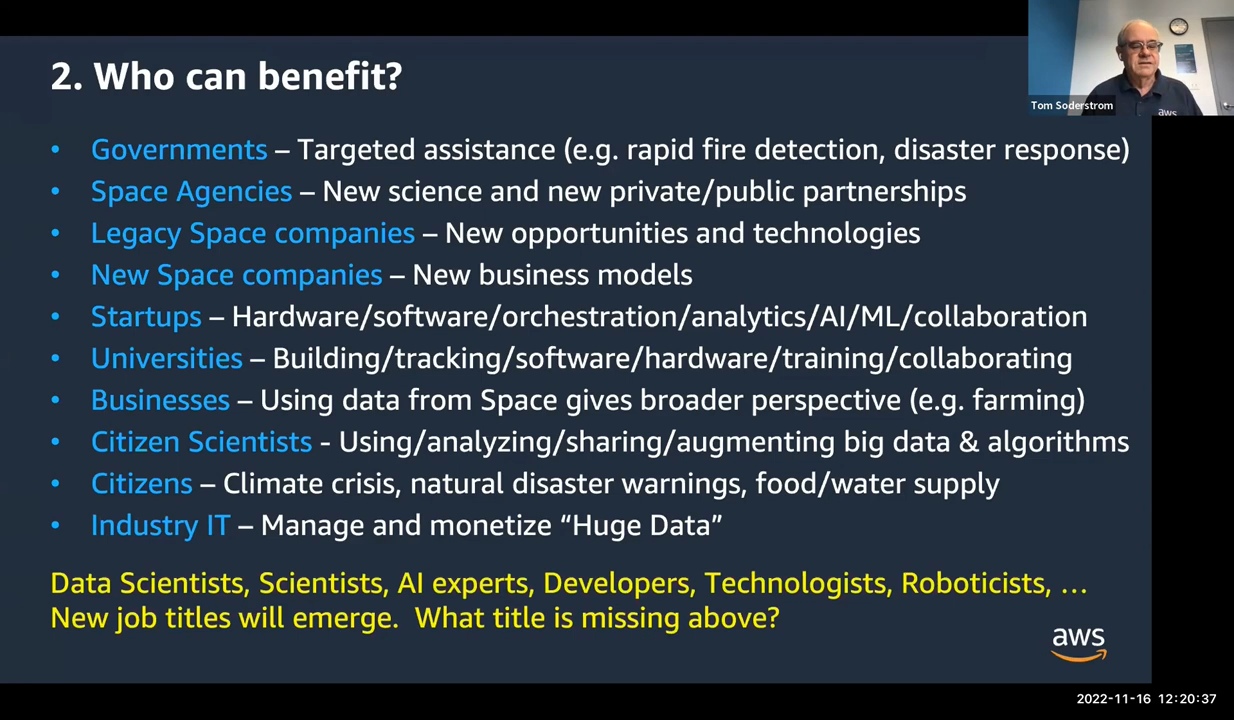 2. Who can benefit?
Tom Soderstrom
aws
• Governments – Targeted assistance (e.g. rapid fire detection, disaster response)
• Space Agencies – New science and new private/public partnerships
• Legacy Space companies – New opportunities and technologies
• New Space companies – New business models
• Startups – Hardware/software/orchestration/analytics/AI/ML/collaboration
• Universities – Building/tracking/software/hardware/training/collaborating
• Businesses – Using data from Space gives broader perspective (e.g. farming)
• Citizen Scientists - Using/analyzing/sharing/augmenting big data & algorithms
• Citizens – Climate crisis, natural disaster warnings, food/water supply
• Industry IT – Manage and monetize “Huge Data”
Data Scientists, Scientists, AI experts, Developers, Technologists, Roboticists, …
New job titles will emerge.  What title is missing above?
aws
2022-11-16 12:20:37